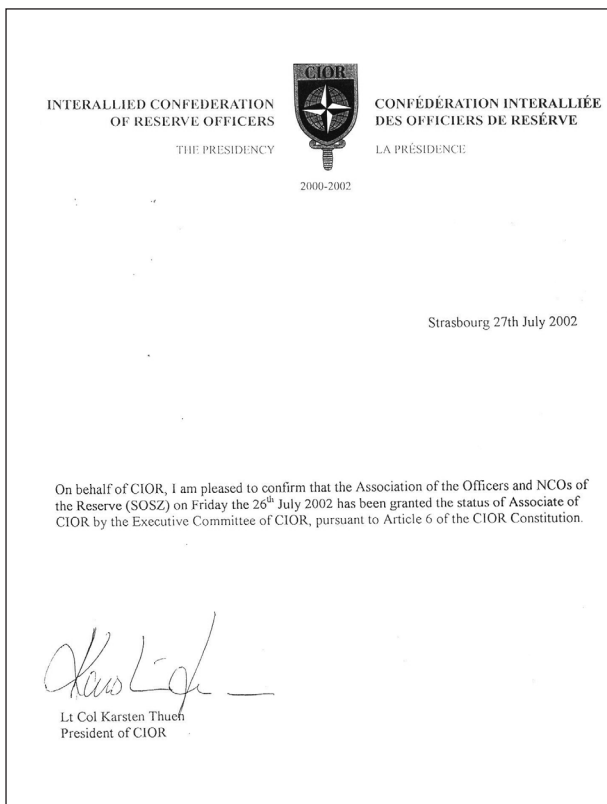 CIOR
INTERALLIED CONFEDERATION
OF RESERVE OFFICERS
THE PRESIDENCY
CONFÉDÉRATION INTERALLIÉE
DES OFFICIERS DE RESÉRVE
LA PRÉSIDENCE
2000-2002
Strasbourg 27th July 2002
On behalf of CIOR, I am pleased to confirm that the Association of the Officers and NCOs of
the Reserve (SOSZ) on Friday the 26th July 2002 has been granted the status of Associate of
CIOR by the Executive Committee of CIOR, pursuant to Article 6 of the CIOR Constitution.
Lt Col Karsten Thuen
President of CIOR